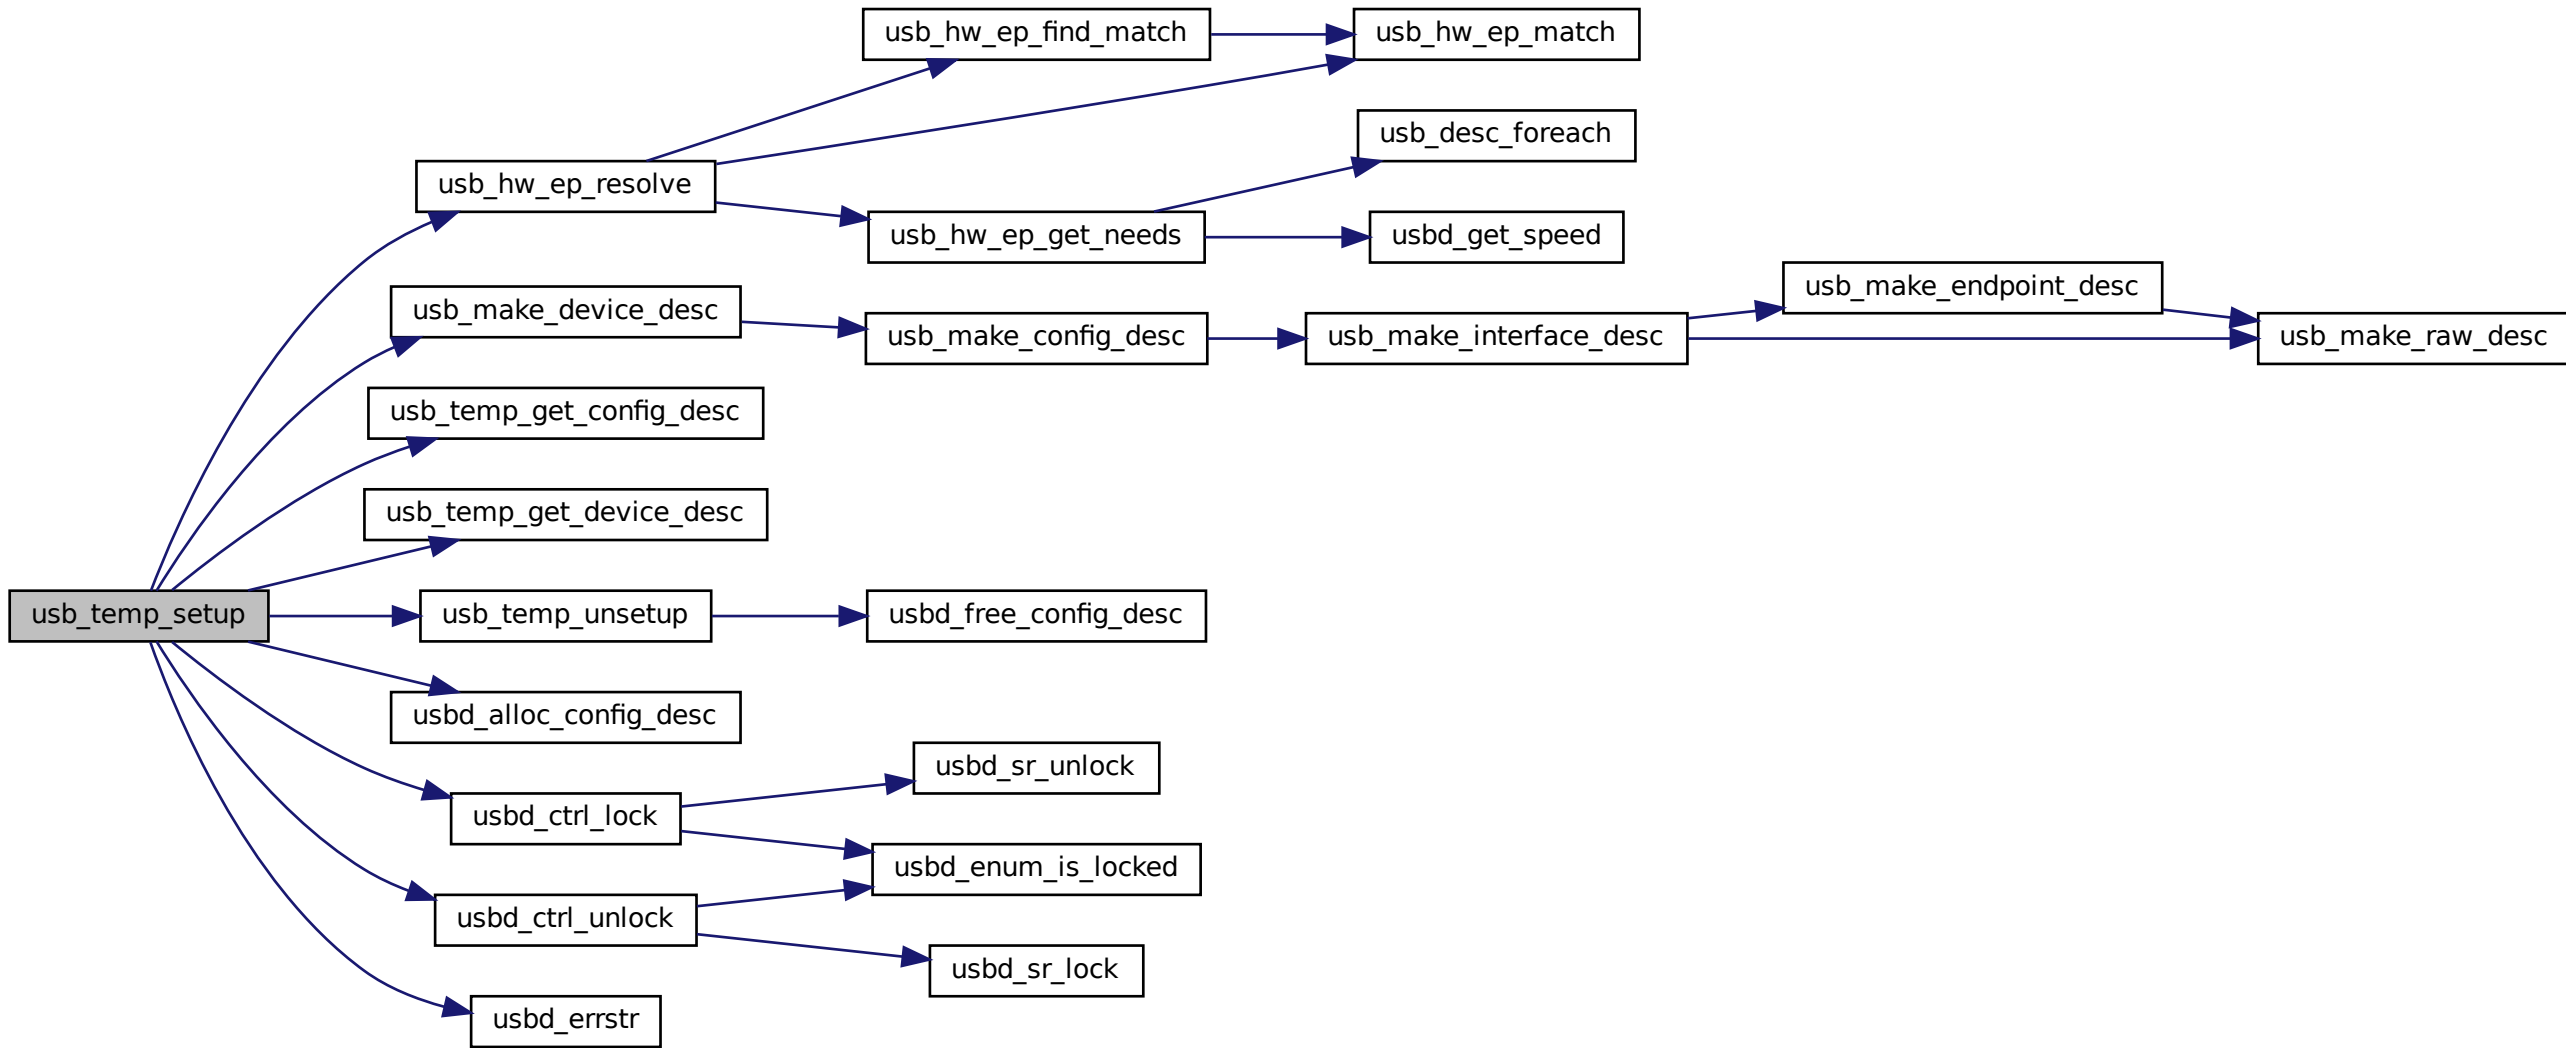 usb_hw_ep_find_match
usb_hw_ep_match
usb_desc_foreach
usb_hw_ep_resolve
usb_hw_ep_get_needs
usbd_get_speed
usb_make_endpoint_desc
usb_make_device_desc
usb_make_config_desc
usb_make_interface_desc
usb_make_raw_desc
usb_temp_get_config_desc
usb_temp_get_device_desc
usb_temp_setup
usb_temp_unsetup
usbd_free_config_desc
usbd_alloc_config_desc
usbd_sr_unlock
usbd_ctrl_lock
usbd_enum_is_locked
usbd_ctrl_unlock
usbd_sr_lock
usbd_errstr